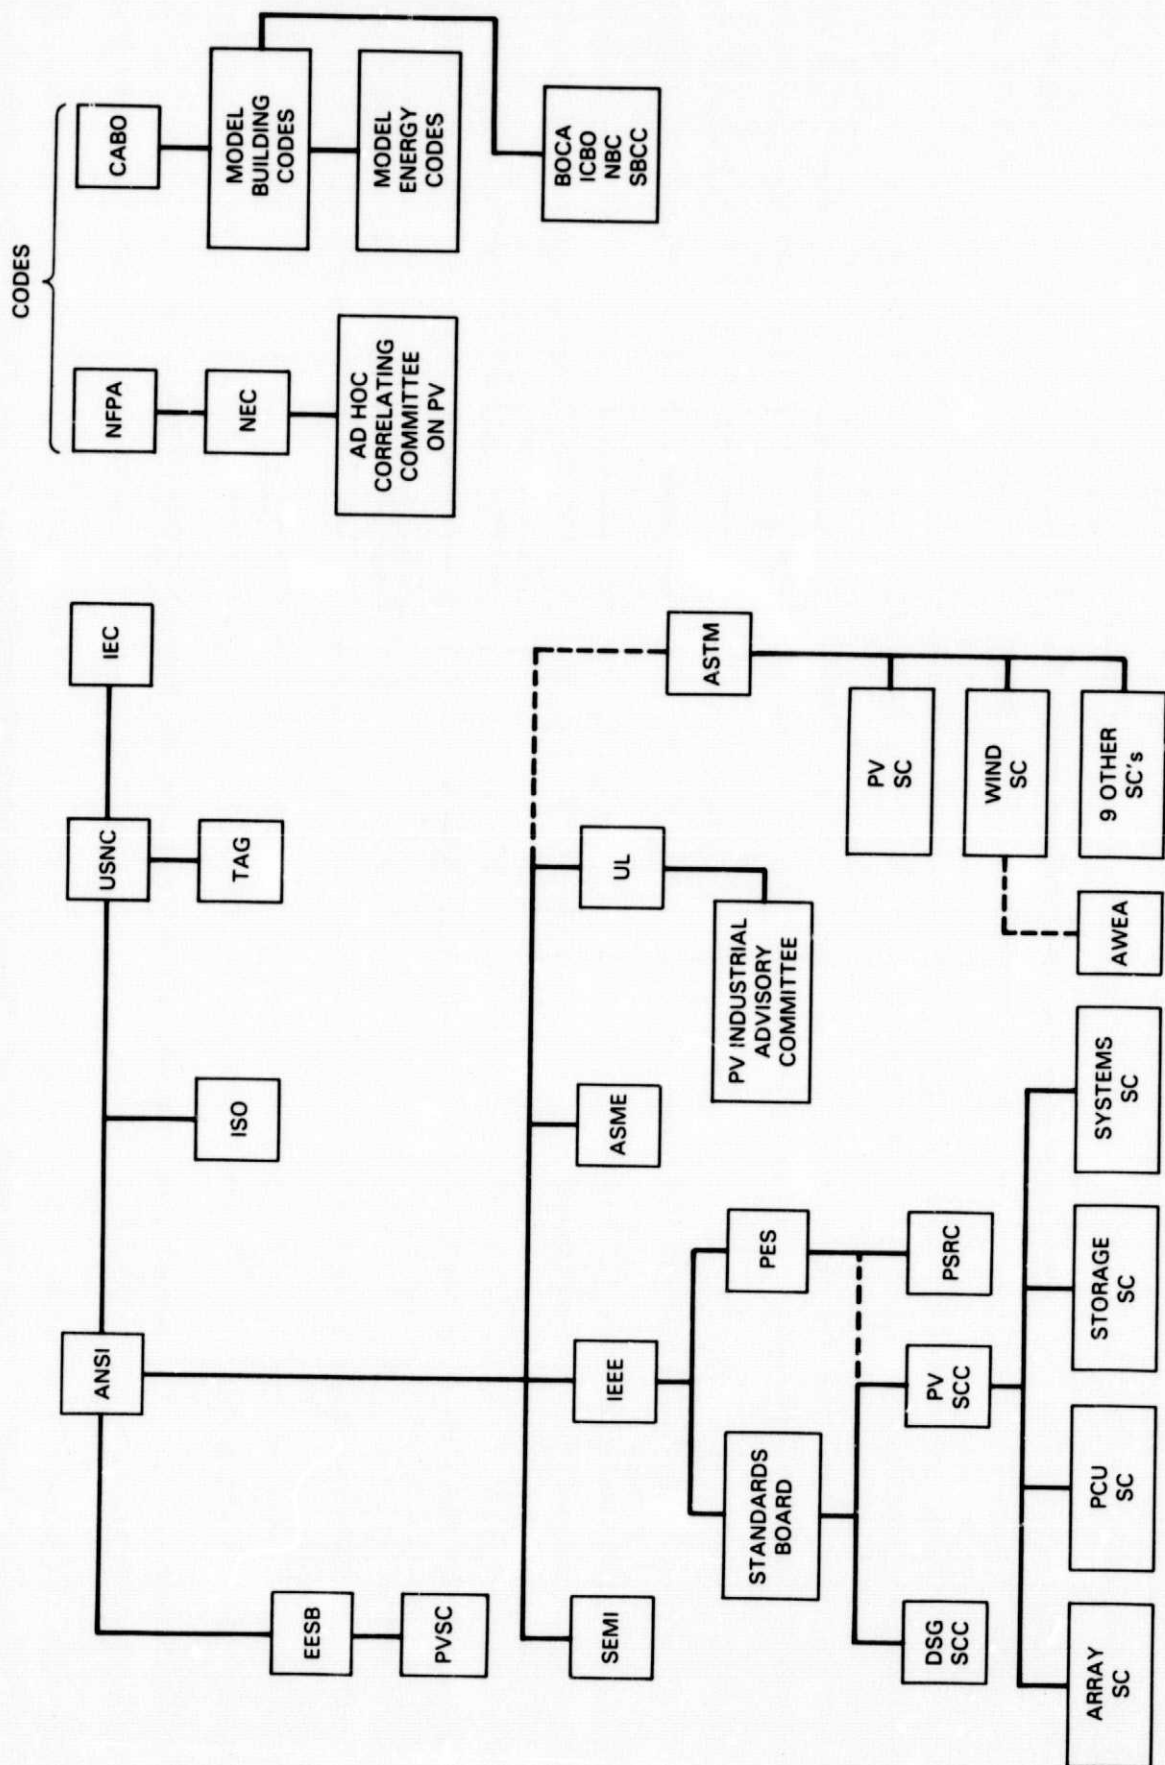 CODES
NFPA
CABO
NEC
MODEL
BUILDING
CODES
AD HOC
CORRELATING
COMMITTEE
ON PV
MODEL
ENERGY
CODES
BOCA
ICBO
NBC
SBCC
ANSI
USNC
IEC
ISO
TAG
EESB
PVSC
SEMI
IEEE
ASME
UL
ASTM
STANDARDS
BOARD
PES
PV INDUSTRIAL
ADVISORY
COMMITTEE
PV
SC
DSG
SCC
PV
SCC
PSRC
WIND
SC
ARRAY
SC
PCU
SC
STORAGE
SC
SYSTEMS
SC
AWEA
9 OTHER
SC's